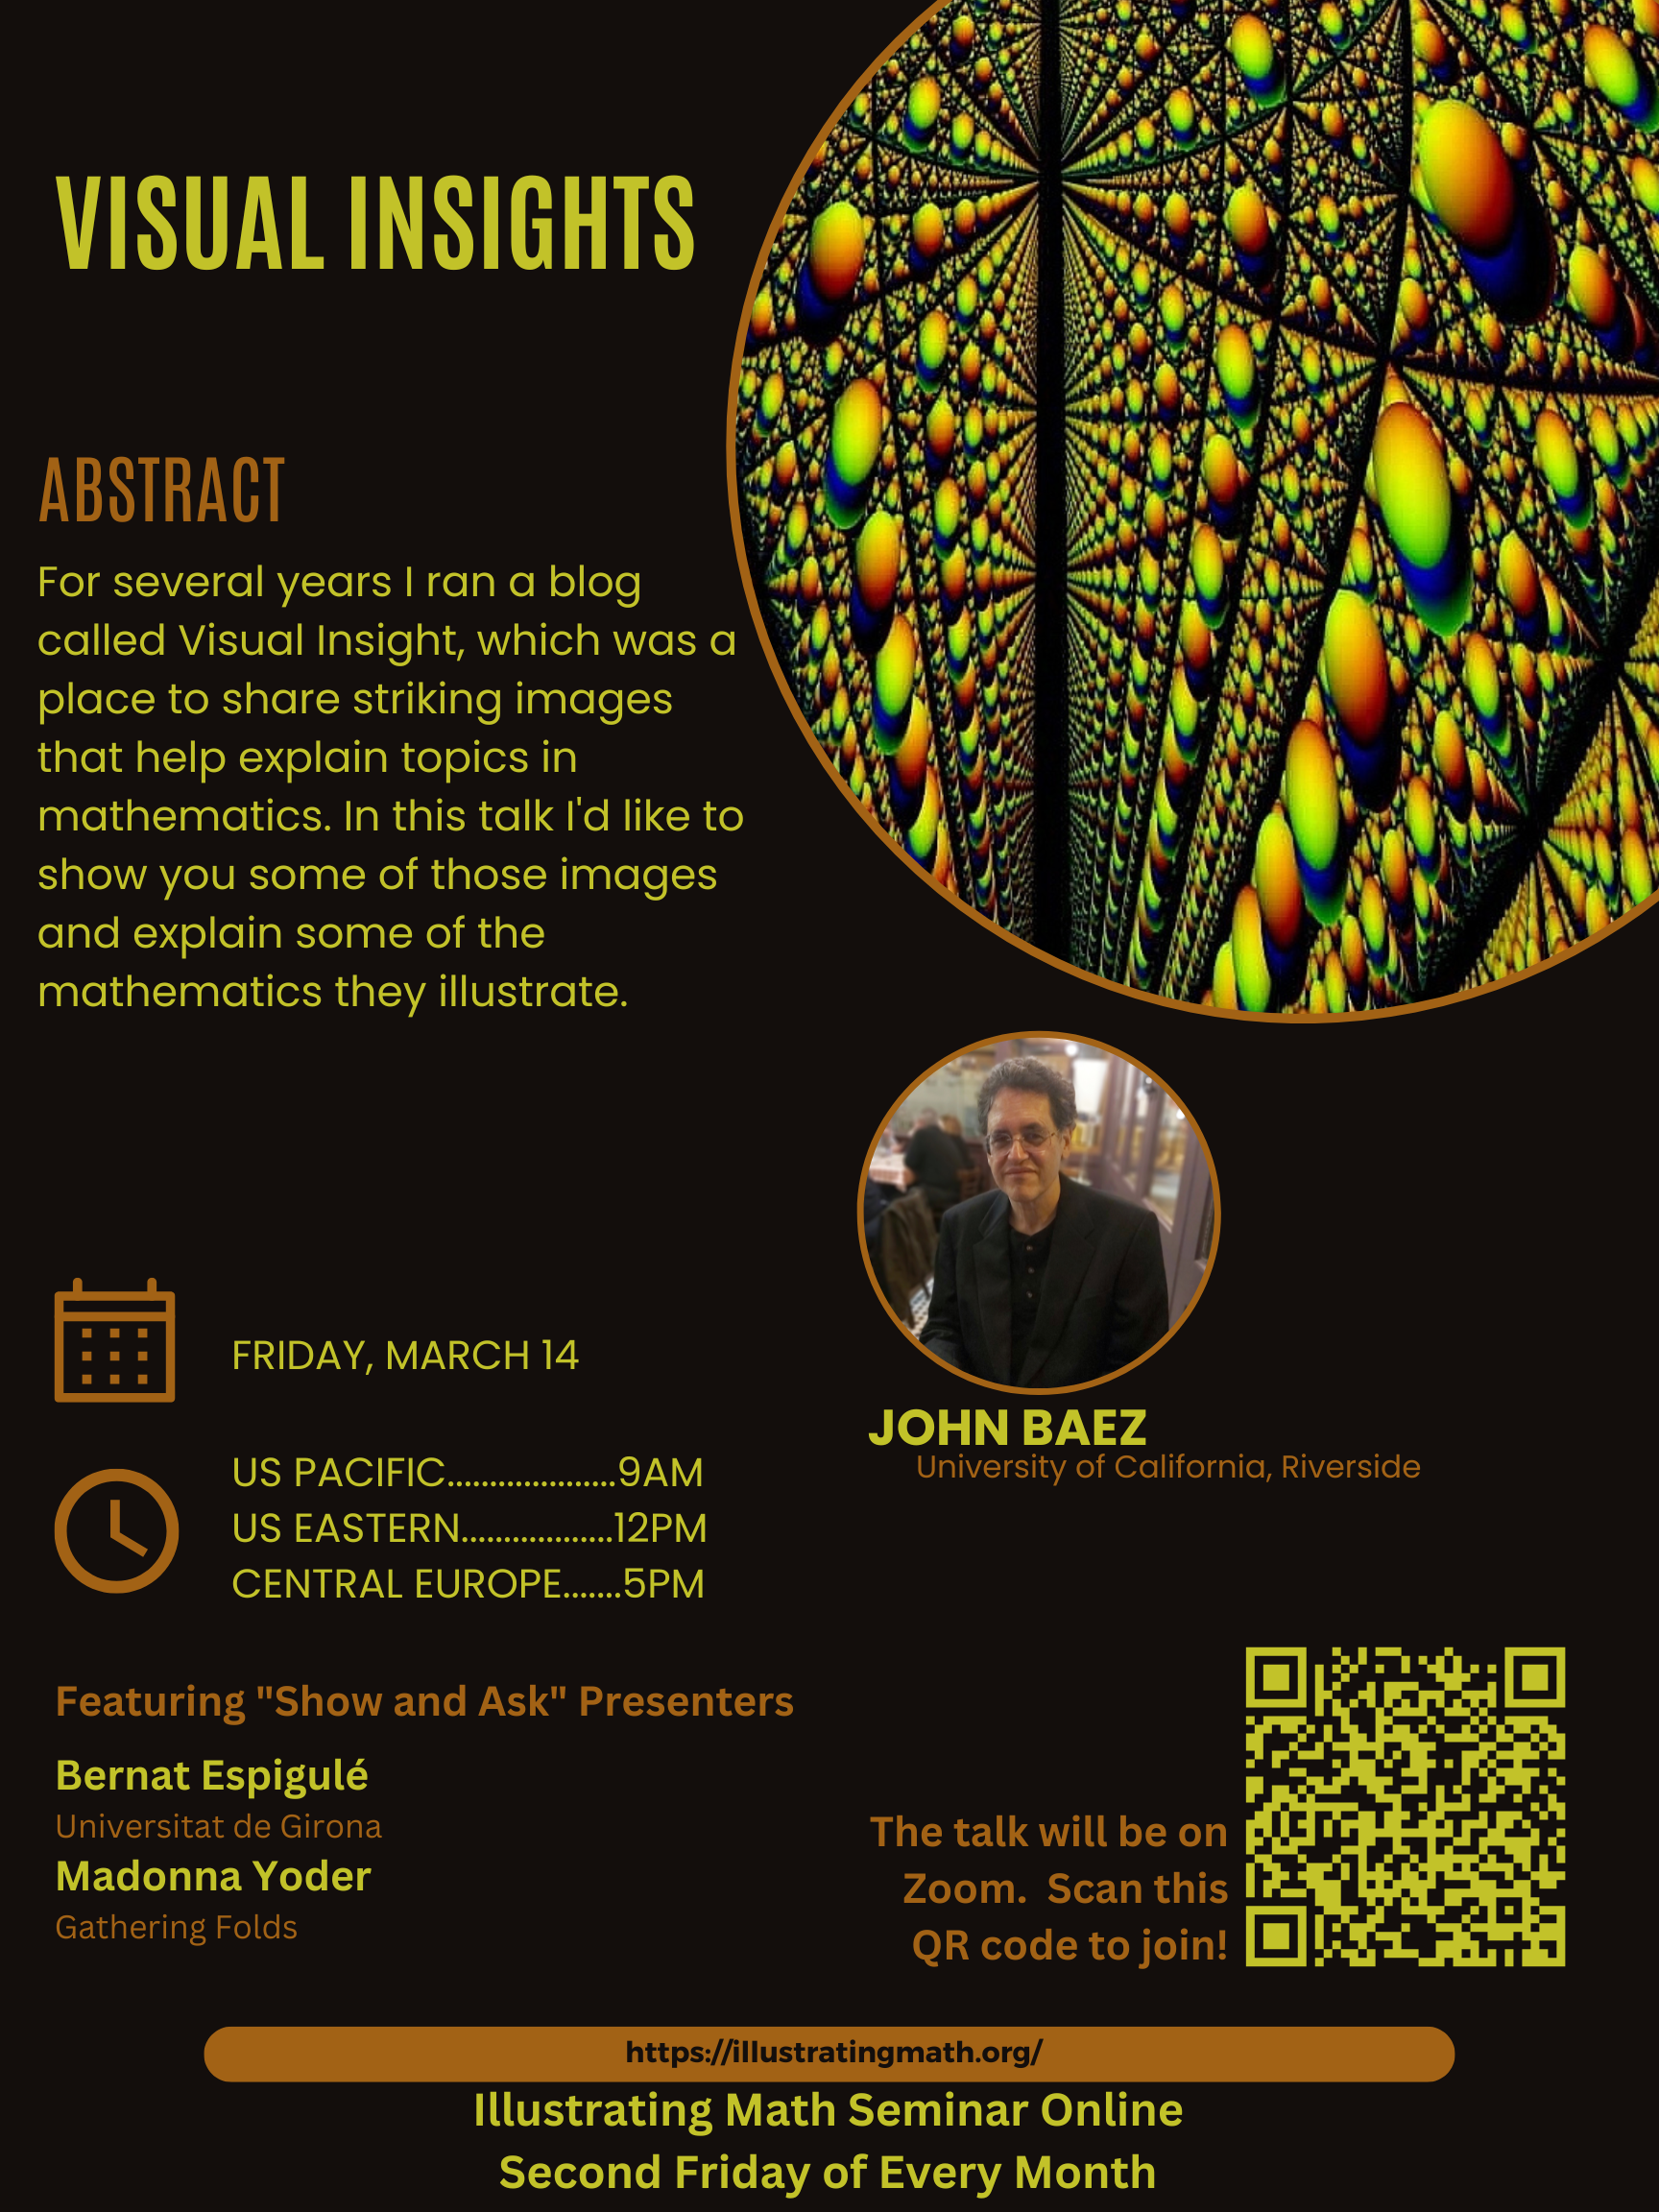 VISUAL INSIGHTS
ABSTRACT
For several years I ran a blog
called Visual Insight, which was a
place to share striking images
that help explain topics in
mathematics. In this talk I'd like to
show you some of those images
and explain some of the
mathematics they illustrate.
JOHN BAEZ
University of California, Riverside
FRIDAY, MARCH 14
US PACIFIC....................9AM
US EASTERN..................12PM
CENTRAL EUROPE.......5PM
Featuring "Show and Ask" Presenters
Bernat Espigulé
Universitat de Girona
Madonna Yoder
Gathering Folds
The talk will be on
Zoom.  Scan this
QR code to join!
https://illustratingmath.org/
Illustrating Math Seminar Online
Second Friday of Every Month